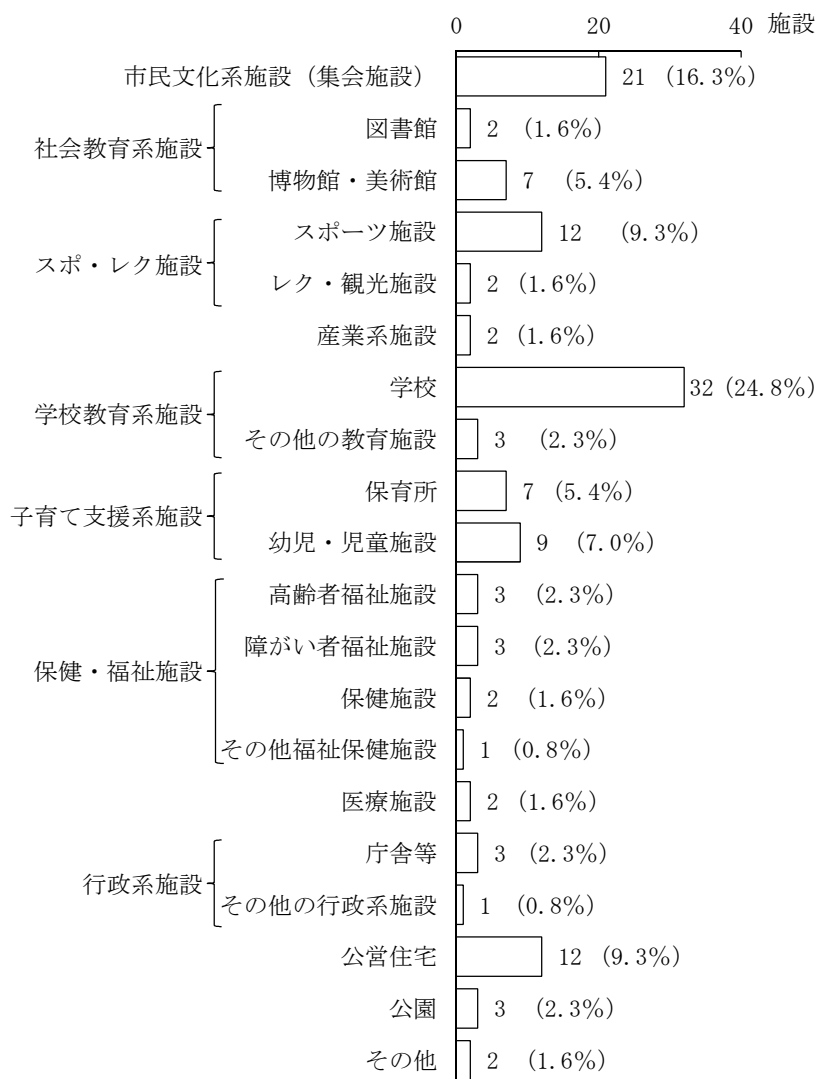 0 20 40 施設
市民文化系施設（集会施設） 21 (16.3%)
社会教育系施設
図書館 2 (1.6%)
博物館・美術館 7 (5.4%)
スポ・レク施設
スポーツ施設 12 (9.3%)
レク・観光施設 2 (1.6%)
産業系施設 2 (1.6%)
学校教育系施設
学校 32 (24.8%)
その他の教育施設 3 (2.3%)
子育て支援系施設
保育所 7 (5.4%)
幼児・児童施設 9 (7.0%)
保健・福祉施設
高齢者福祉施設 3 (2.3%)
障がい者福祉施設 3 (2.3%)
保健施設 2 (1.6%)
その他福祉保健施設 1 (0.8%)
医療施設 2 (1.6%)
行政系施設
庁舎等 3 (2.3%)
その他の行政系施設 1 (0.8%)
公営住宅 12 (9.3%)
公園 3 (2.3%)
その他 2 (1.6%)